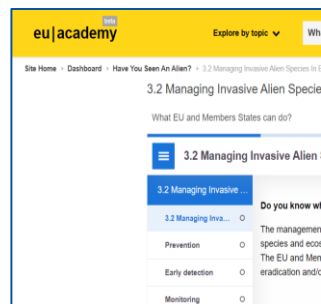 beta
eu|academy
Explore by topic
Wh
Site Home
Dashboard
Have You Seen An Alien?
3.2 Managing Invasive Alien Species In E
3.2 Managing Invasive Alien Specie
What EU and Members States can do?
3.2 Managing Invasive Alien
3.2 Managing Invasive ...
3.2 Managing Inva...
Prevention
Early detection
Monitoring
Do you know wh
The managemen
species and ecos
The EU and Mem
eradication and/c